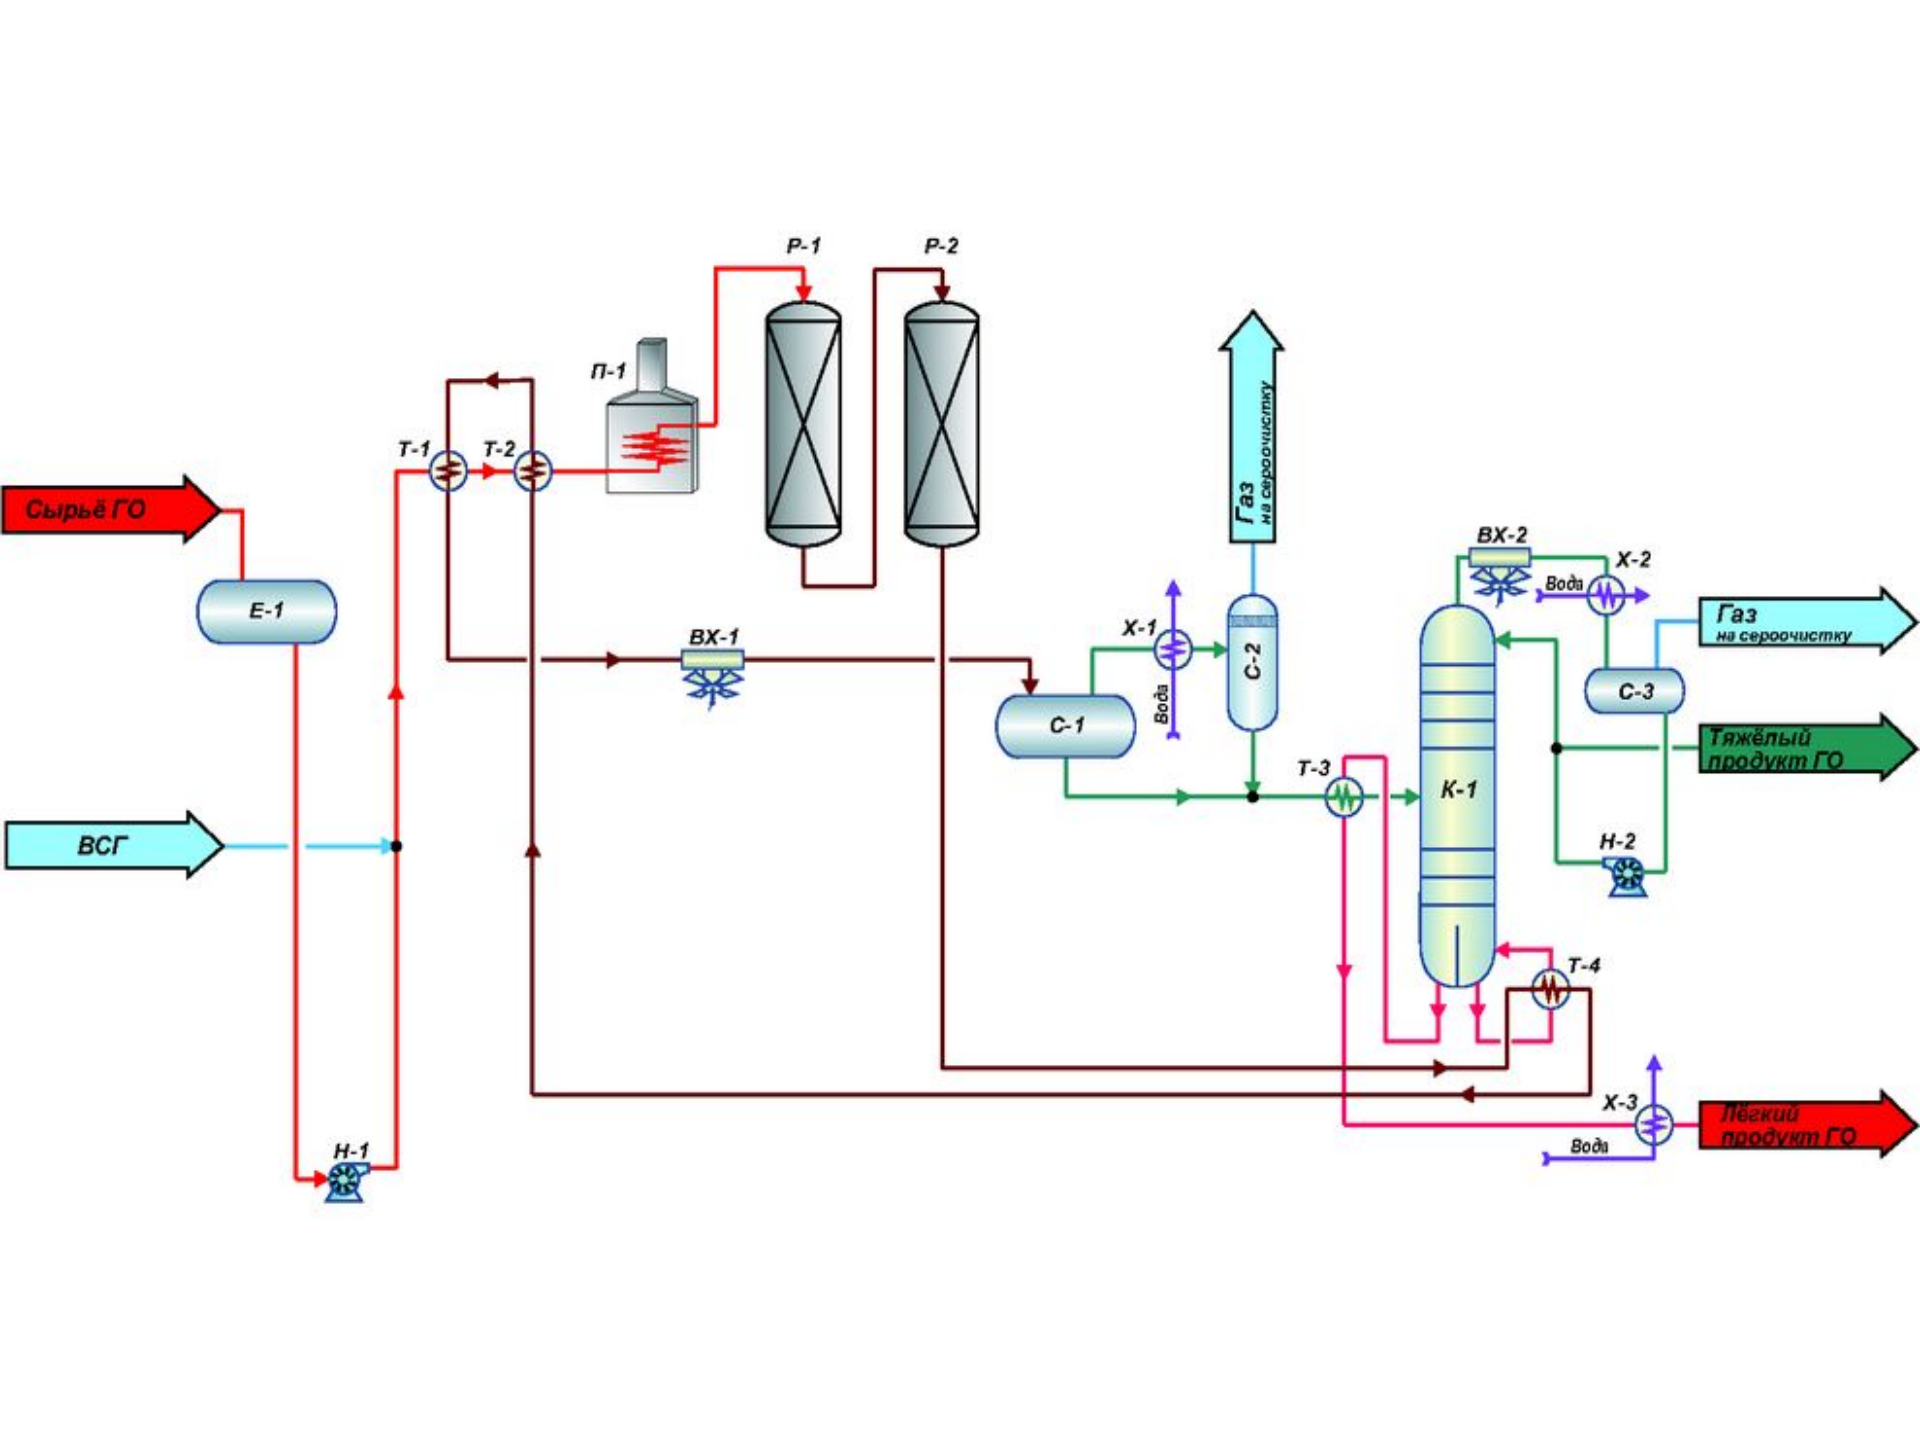 Р-1
Р-2
П-1
Т-1
Т-2
Сырьё ГО
Е-1
ВСГ
Н-1
ВХ-1
С-1
Х-1
Вода
С-2
Газ
на сероочистку
Т-3
К-1
ВХ-2
Вода
Х-2
С-3
Газ
на сероочистку
Тяжёлый
продукт ГО
Н-2
Т-4
Х-3
Вода
Лёгкий
продукт ГО